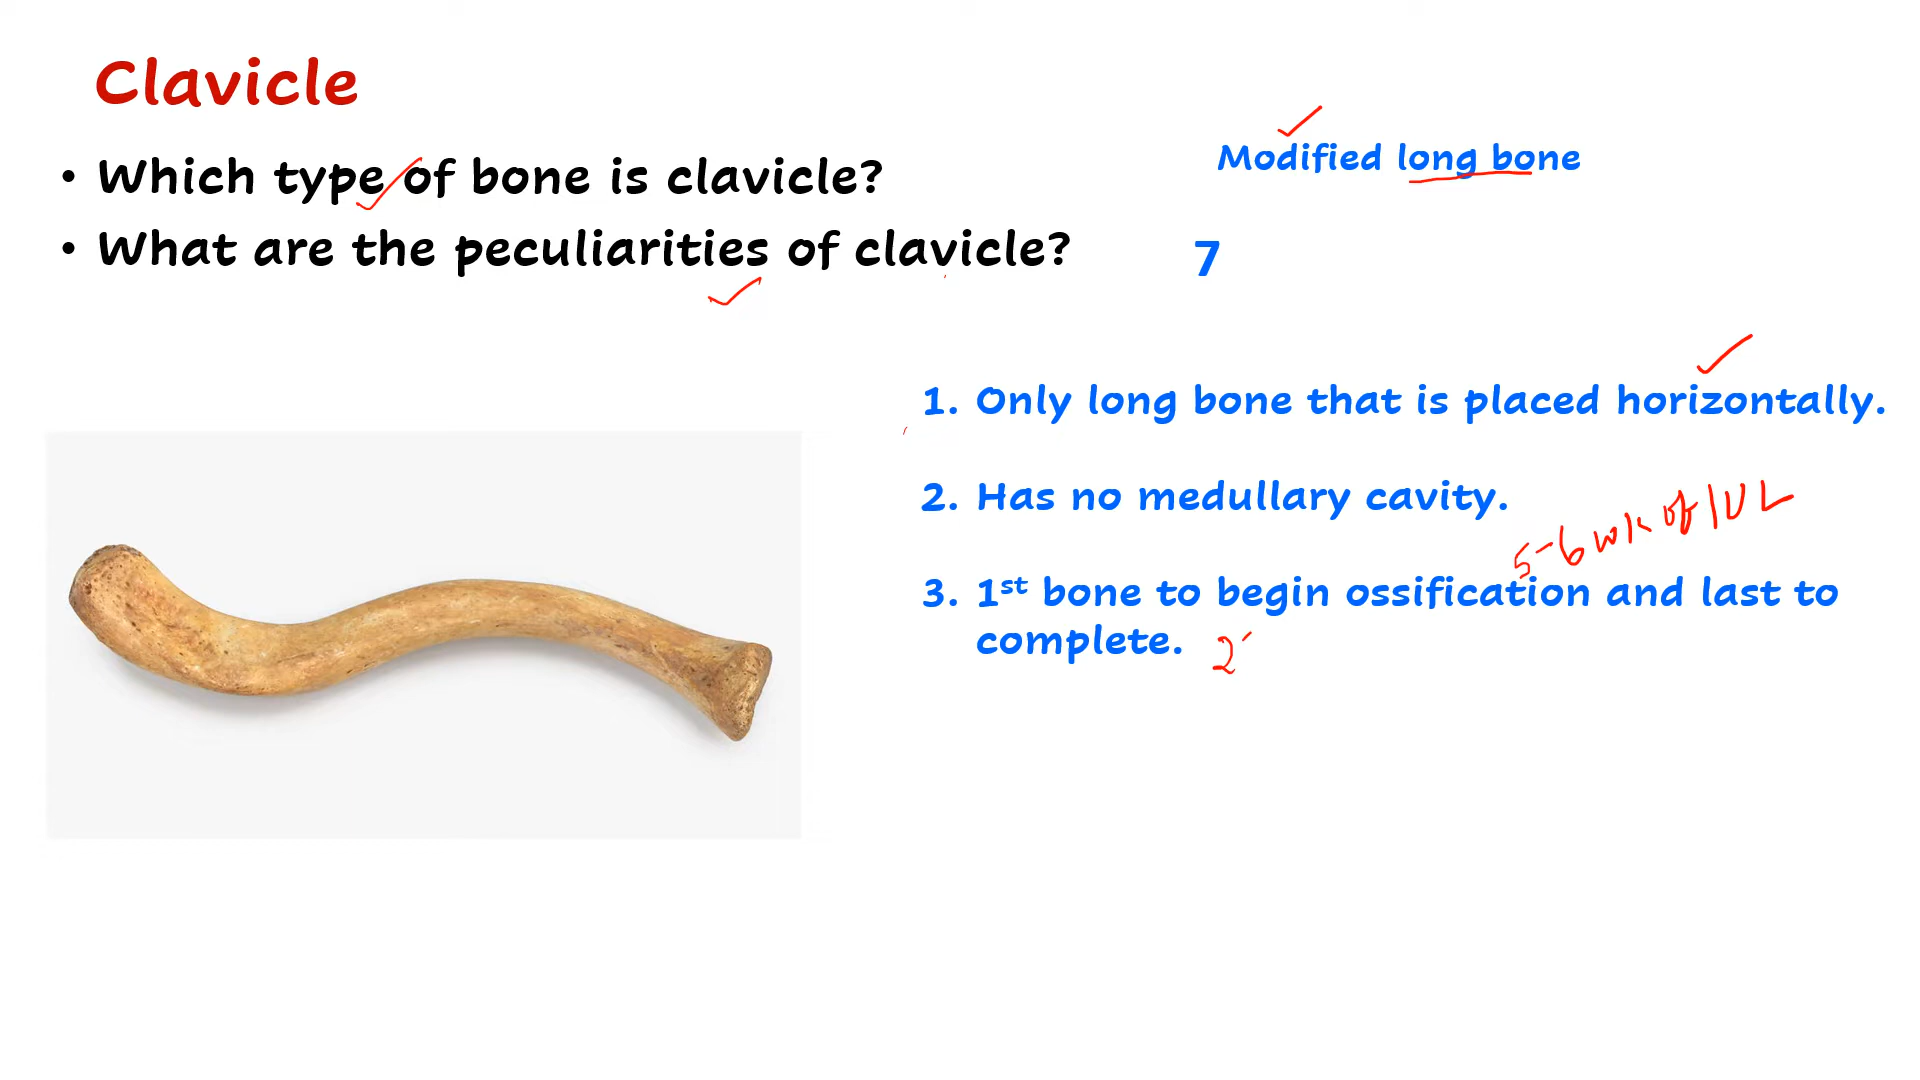 Clavicle
• Which type of bone is clavicle?
Modified long bone
• What are the peculiarities of clavicle?
7
1. Only long bone that is placed horizontally.
2. Has no medullary cavity.
5-6 wk of IUL
3. 1st bone to begin ossification and last to
complete.
2